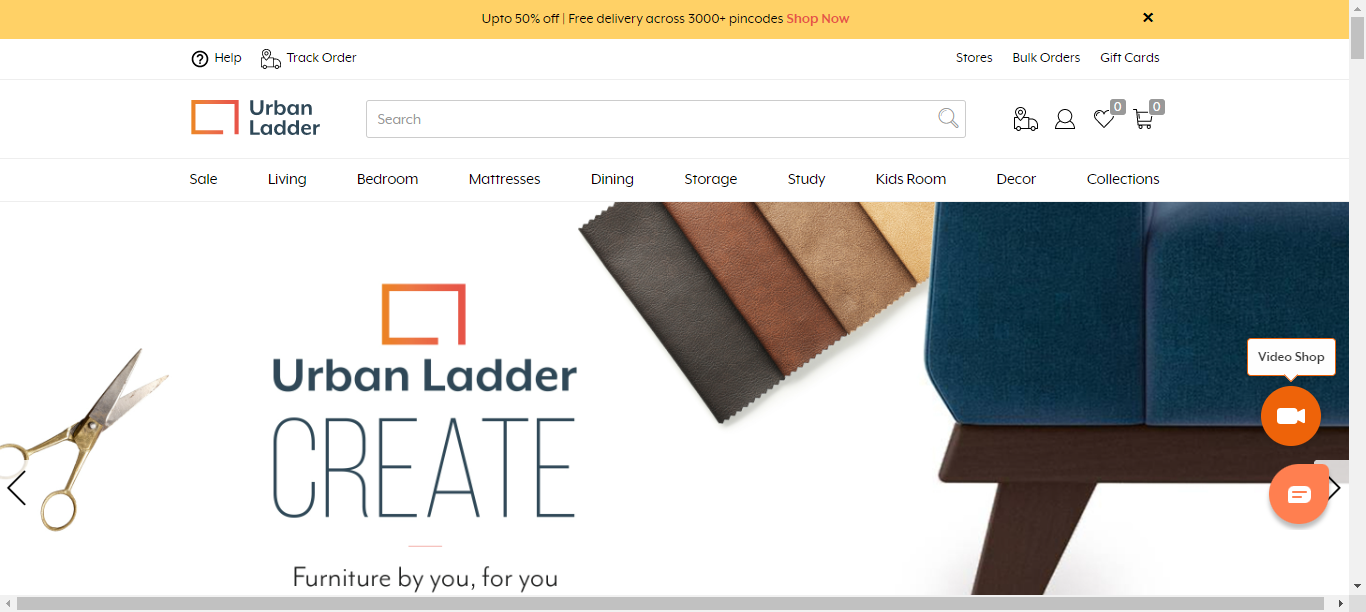 Upto 50% off | Free delivery across 3000+ pincodes Shop Now
Help Track Order Stores Bulk Orders Gift Cards
Urban
Ladder
Search
0 0
Sale Living Bedroom Mattresses Dining Storage Study Kids Room Decor Collections
Urban Ladder
CREATE
Furniture by you, for you
Video Shop